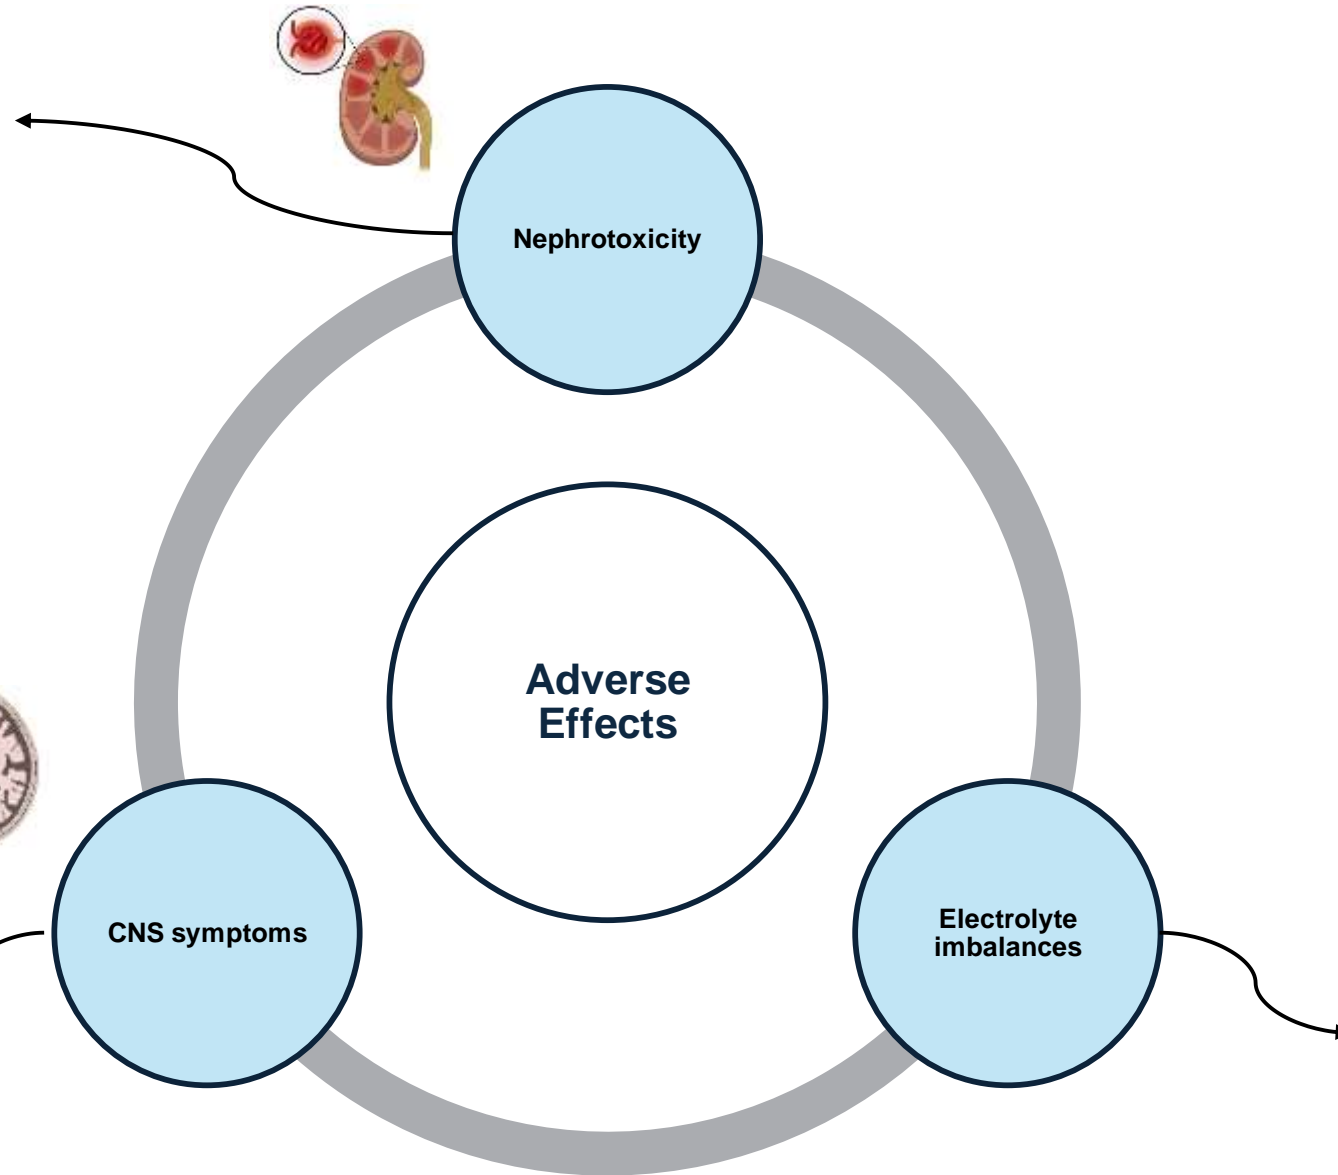 Nephrotoxicity
Adverse
Effects
CNS symptoms
Electrolyte
imbalances